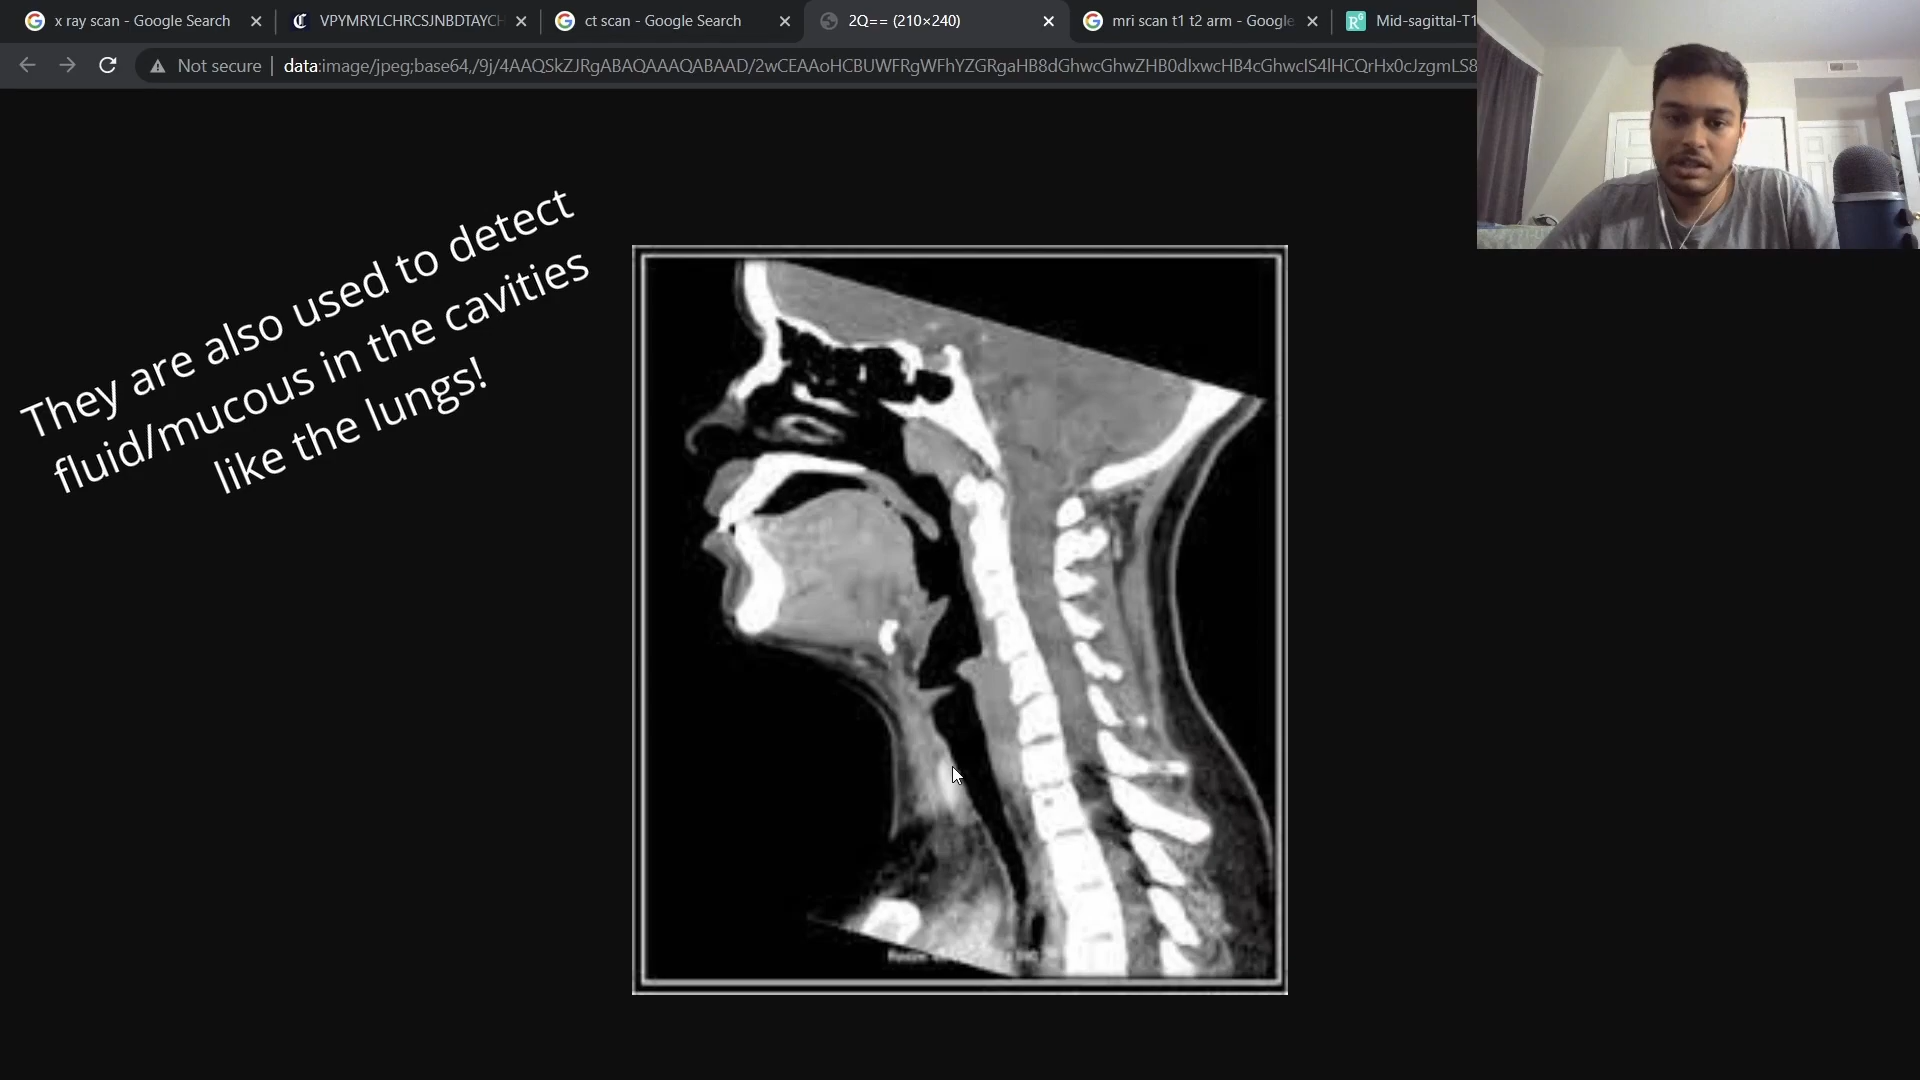 x ray scan - Google Search
VPYMRYLCHRCSJNBDTAYCH
ct scan - Google Search
2Q== (210×240)
mri scan t1 t2 arm - Google
Mid-sagittal-T1
Not secure
data:image/jpeg;base64,/9j/4AAQSkZJRgABAQAAAQABAAD/2wCEAAoHCBUWFRgWFhYZGRgaHB8dGhwcGhwZHB0dIxwcHB4cGhwcIS4lHCQrHx0cJzgmLS8
They are also used to detect
fluid/mucous in the cavities
like the lungs!